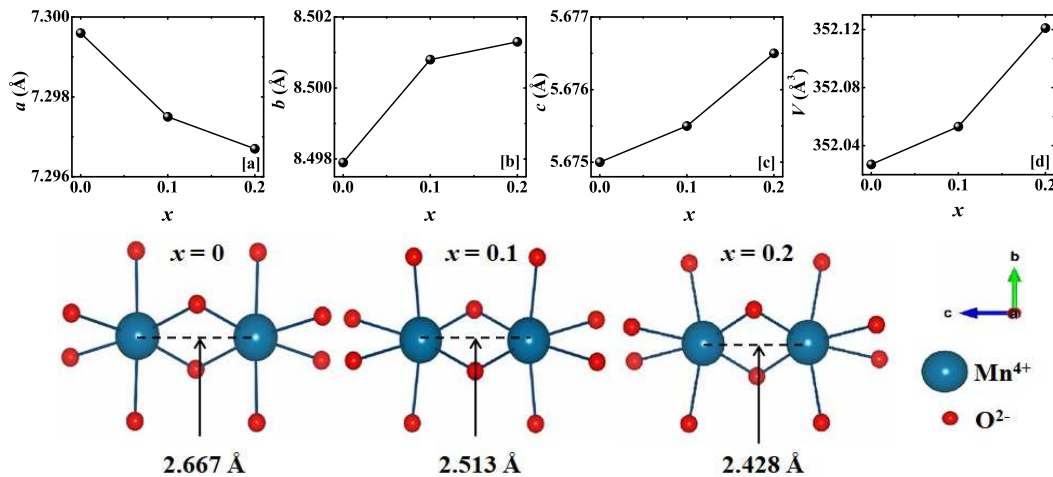 7.300
7.298
7.296
a (Å)
0.0 0.1 0.2
x
[a]
8.502
8.500
8.498
b (Å)
0.0 0.1 0.2
x
[b]
5.677
5.676
5.675
c (Å)
0.0 0.1 0.2
x
[c]
352.12
352.08
352.04
V (Å³)
0.0 0.1 0.2
x
[d]
x = 0
x = 0.1
x = 0.2
b
c
a
Mn⁴⁺
O²⁻
2.667 Å
2.513 Å
2.428 Å